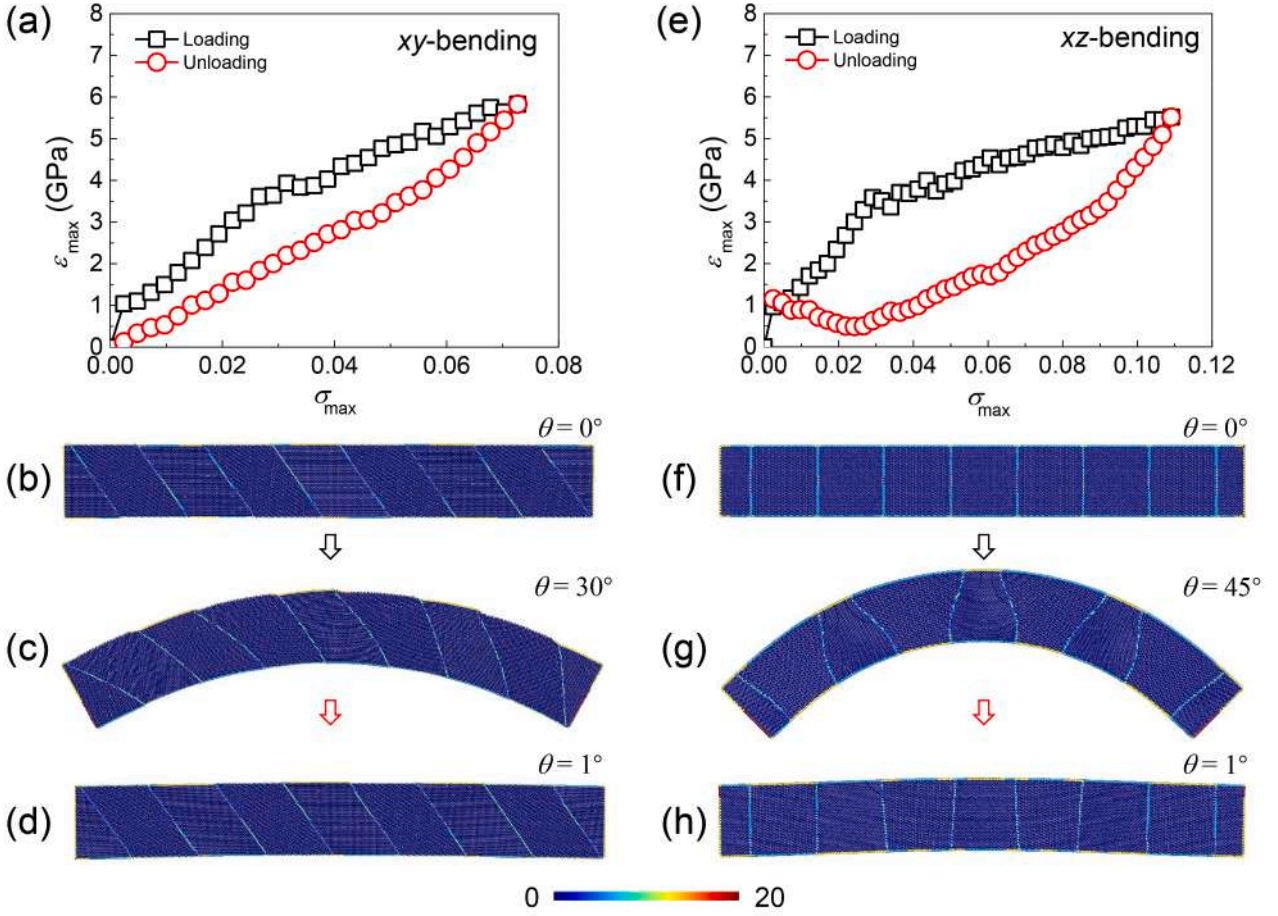 (a)
8
7
6
5
4
3
2
1
0
0.00 0.02 0.04 0.06 0.08
ε_max (GPa)
σ_max
Loading
Unloading
xy-bending
(e)
8
7
6
5
4
3
2
1
0
0.00 0.02 0.04 0.06 0.08 0.10 0.12
ε_max (GPa)
σ_max
Loading
Unloading
xz-bending
(b)
θ = 0°
(f)
θ = 0°
(c)
θ = 30°
(g)
θ = 45°
(d)
θ = 1°
(h)
θ = 1°
0 20